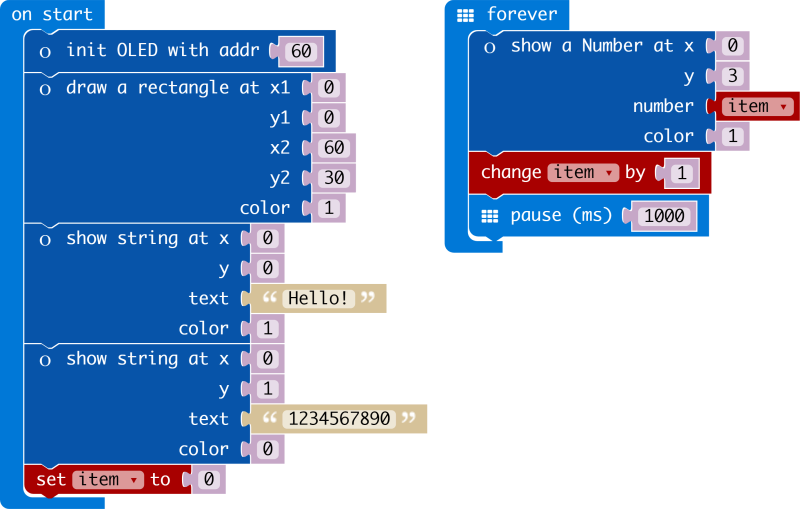 on start
init OLED with addr 60
draw a rectangle at x1 0
y1 0
x2 60
y2 30
color 1
show string at x 0
y 0
text “ Hello! ”
color 1
show string at x 0
y 1
text “ 1234567890 ”
color 0
set item to 0
forever
show a Number at x 0
y 3
number item
color 1
change item by 1
pause (ms) 1000